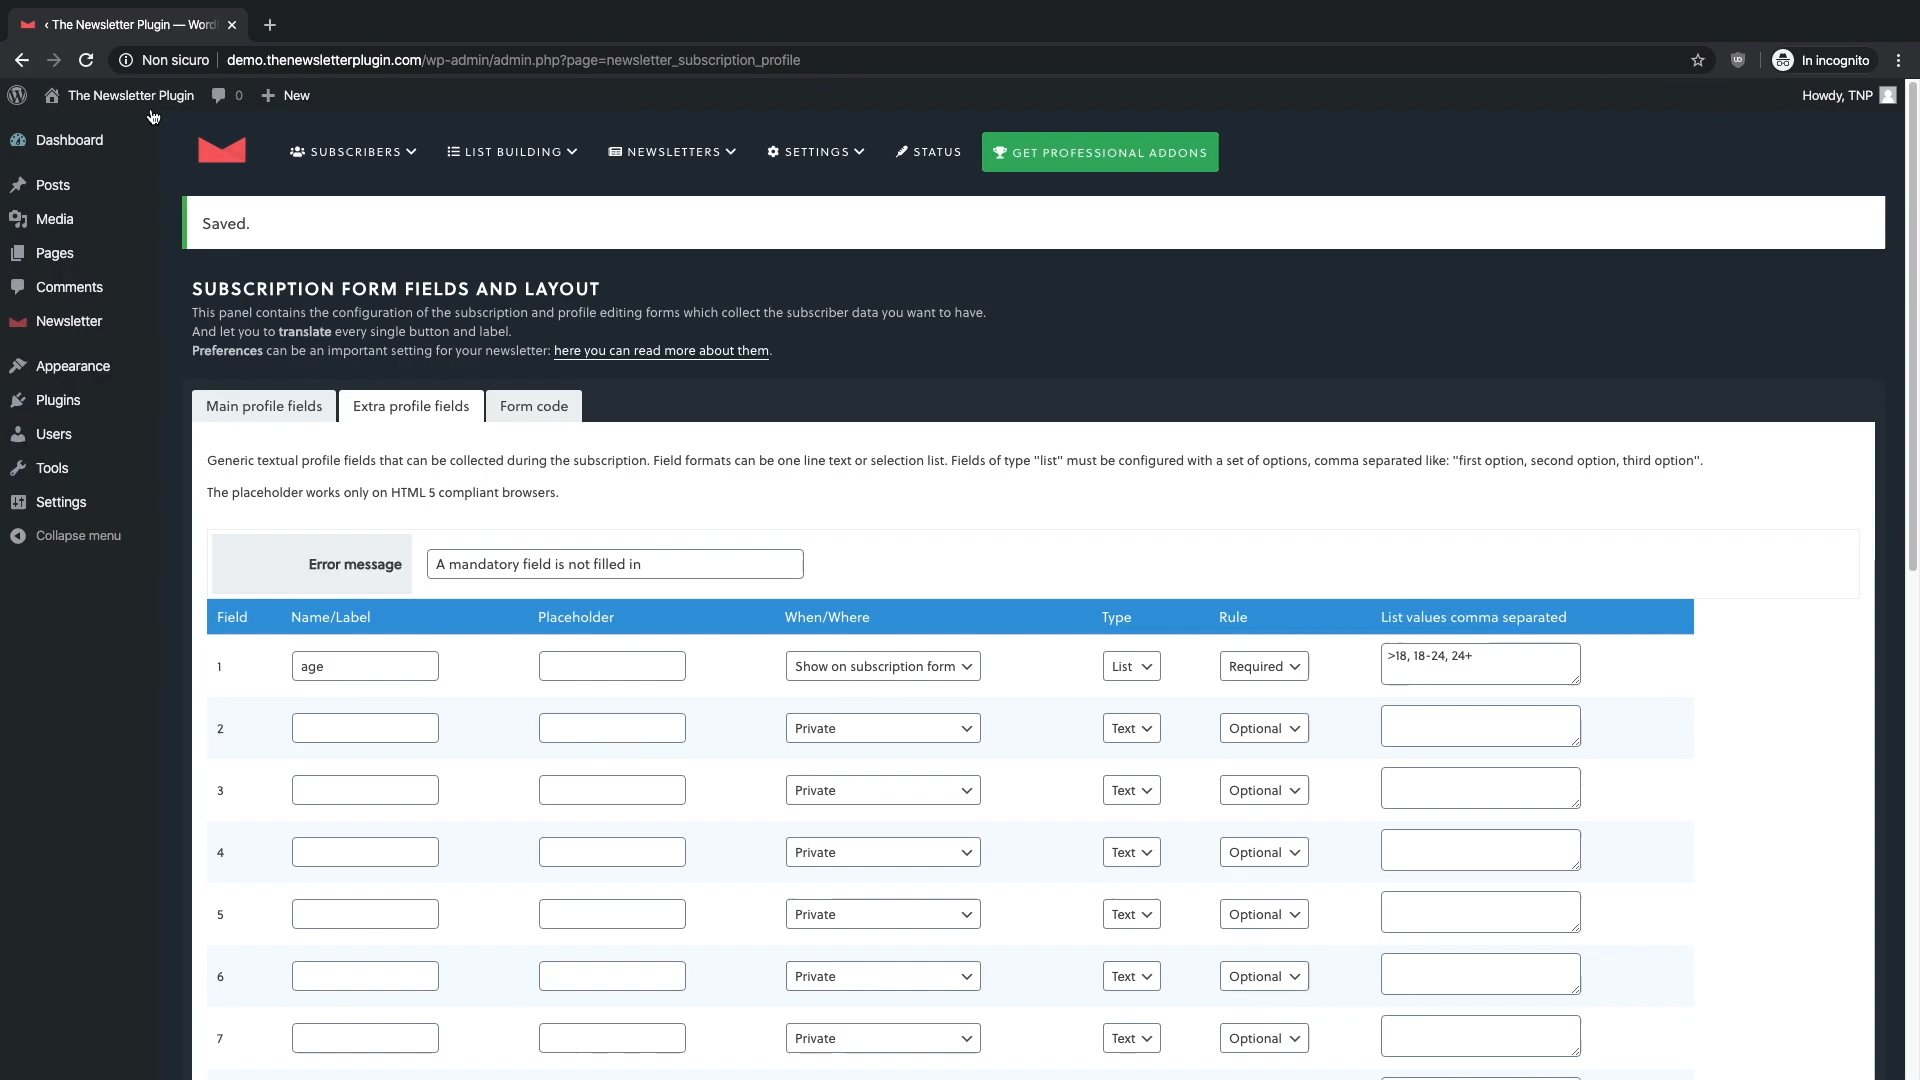 ‹ The Newsletter Plugin — Word
Non sicuro
demo.thenewsletterplugin.com/wp-admin/admin.php?page=newsletter_subscription_profile
In incognito
The Newsletter Plugin
0
New
Howdy, TNP
Dashboard
Posts
Media
Pages
Comments
Newsletter
Appearance
Plugins
Users
Tools
Settings
Collapse menu
SUBSCRIBERS
LIST BUILDING
NEWSLETTERS
SETTINGS
STATUS
GET PROFESSIONAL ADDONS
Saved.
SUBSCRIPTION FORM FIELDS AND LAYOUT
This panel contains the configuration of the subscription and profile editing forms which collect the subscriber data you want to have.
And let you to translate every single button and label.
Preferences can be an important setting for your newsletter: here you can read more about them.
Main profile fields
Extra profile fields
Form code
Generic textual profile fields that can be collected during the subscription. Field formats can be one line text or selection list. Fields of type "list" must be configured with a set of options, comma separated like: "first option, second option, third option".
The placeholder works only on HTML 5 compliant browsers.
Error message
A mandatory field is not filled in
Field Name/Label Placeholder When/Where Type Rule List values comma separated
1 age Show on subscription form List Required >18, 18-24, 24+
2 Private Text Optional
3 Private Text Optional
4 Private Text Optional
5 Private Text Optional
6 Private Text Optional
7 Private Text Optional